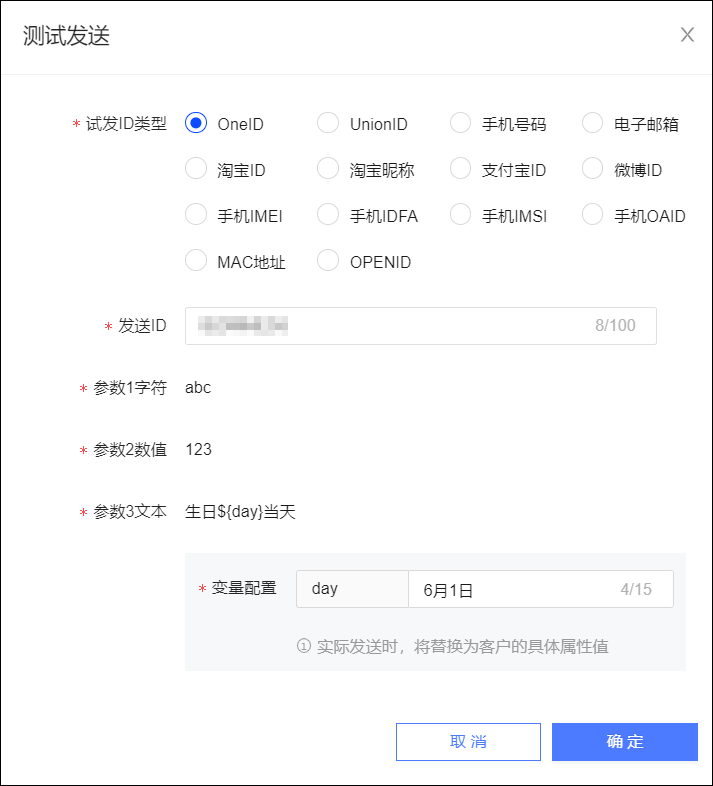 测试发送
* 试发ID类型 OneID UnionID 手机号码 电子邮箱
淘宝ID 淘宝昵称 支付宝ID 微博ID
手机IMEI 手机IDFA 手机IMSI 手机OAID
MAC地址 OPENID
* 发送ID 8/100
* 参数1字符 abc
* 参数2数值 123
* 参数3文本 生日${day}当天
* 变量配置 day 6月1日 4/15
实际发送时，将替换为客户的具体属性值
取 消 确 定